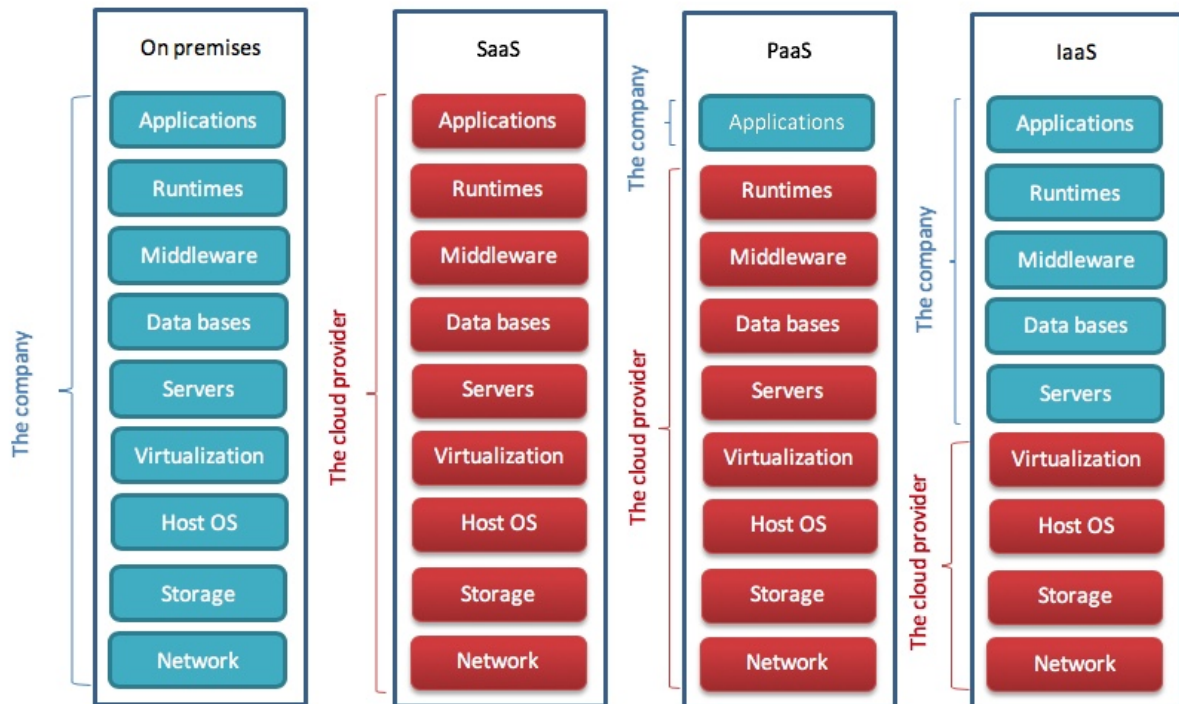 On premises
The company
Applications
Runtimes
Middleware
Data bases
Servers
Virtualization
Host OS
Storage
Network
SaaS
The cloud provider
Applications
Runtimes
Middleware
Data bases
Servers
Virtualization
Host OS
Storage
Network
PaaS
The company
Applications
The cloud provider
Runtimes
Middleware
Data bases
Servers
Virtualization
Host OS
Storage
Network
IaaS
The company
Applications
Runtimes
Middleware
Data bases
Servers
The cloud provider
Virtualization
Host OS
Storage
Network